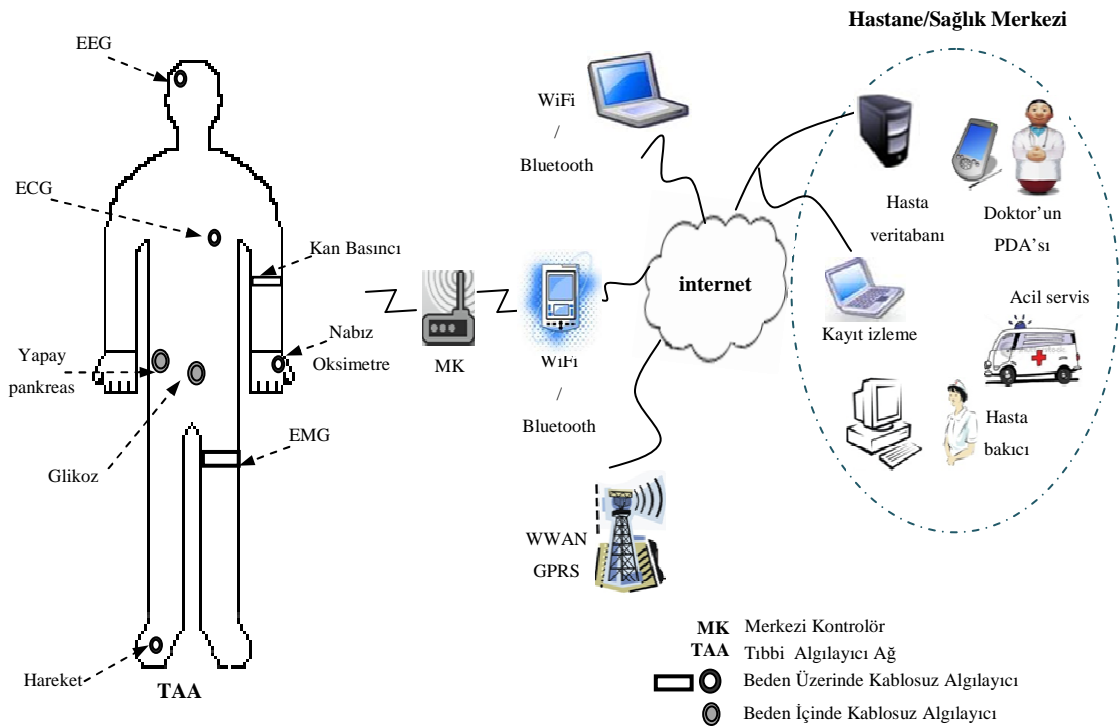 Hastane/Sağlık Merkezi
EEG
WiFi
/
Bluetooth
ECG
Hasta
veritabanı
Doktor'un
PDA'sı
Kan Basıncı
internet
Acil servis
Kayıt izleme
Nabız
Oksimetre
Yapay
pankreas
MK
WiFi
/
Bluetooth
EMG
Hasta
bakıcı
Glikoz
WWAN
GPRS
Hareket
TAA
MK Merkezi Kontrolör
TAA Tıbbi Algılayıcı Ağ
Beden Üzerinde Kablosuz Algılayıcı
Beden İçinde Kablosuz Algılayıcı